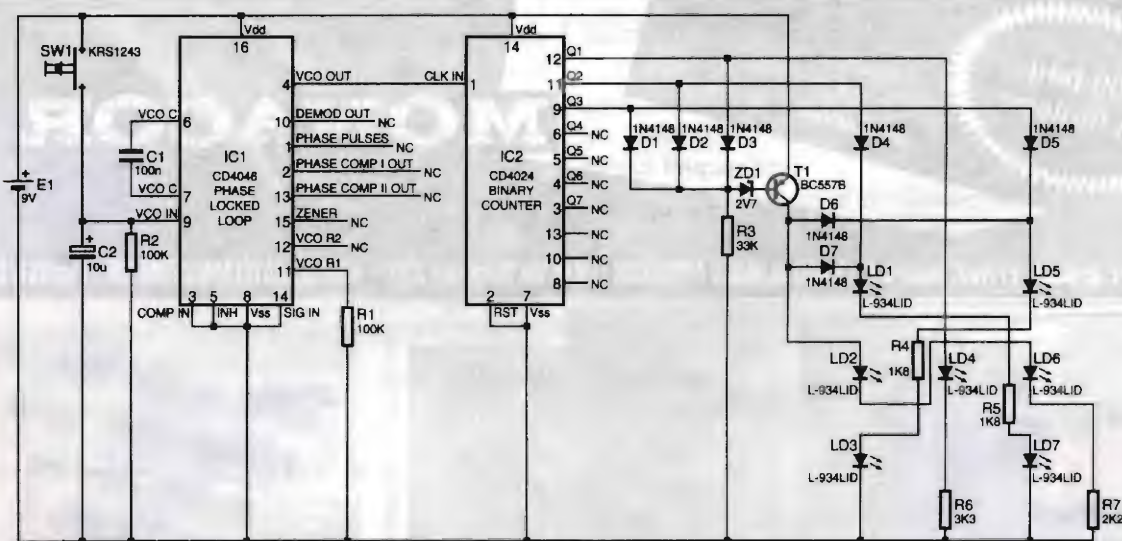 E1
9V
SW1
KRS1243
C1
100n
VCO C
6
VCO C
7
VCO IN
9
C2
10u
R2
100K
Vdd
16
IC1
CD4046
PHASE
LOCKED
LOOP
4
VCO OUT
10
DEMOD OUT
NC
1
PHASE PULSES
NC
2
PHASE COMP I OUT
NC
13
PHASE COMP II OUT
NC
15
ZENER
NC
12
VCO R2
NC
11
VCO R1
3 5 8 14
COMP IN INH Vss SIG IN
R1
100K
Vdd
14
CLK IN
1
IC2
CD4024
BINARY
COUNTER
12
Q1
11
Q2
9
Q3
6
Q4
NC
5
Q5
NC
4
Q6
NC
3
Q7
NC
13
NC
10
NC
8
NC
2 7
RST Vss
1N4148
D1
1N4148
D2
1N4148
D3
1N4148
D4
1N4148
D5
ZD1
2V7
T1
BC557B
R3
33K
D6
1N4148
D7
1N4148
LD1
L-934LID
LD5
L-934LID
R4
1K8
LD2
L-934LID
LD4
L-934LID
LD6
L-934LID
R5
1K8
LD3
L-934LID
LD7
L-934LID
R6
3K3
R7
2K2